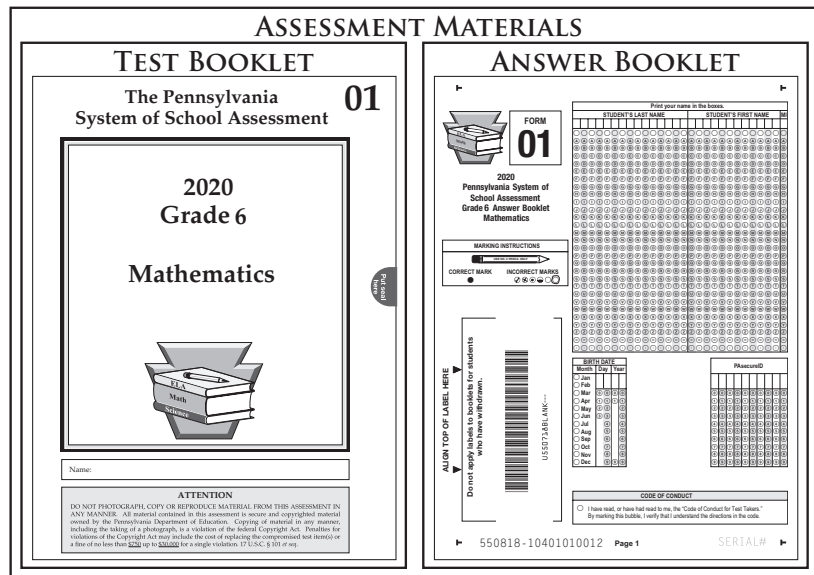 ASSESSMENT MATERIALS
TEST BOOKLET
The Pennsylvania
System of School Assessment
01
2020
Grade 6
Mathematics
Put seal
here
ELA
Math
Science
Name:
ATTENTION
DO NOT PHOTOGRAPH, COPY OR REPRODUCE MATERIAL FROM THIS ASSESSMENT IN
ANY MANNER. All material contained in this assessment is secure and copyrighted material
owned by the Pennsylvania Department of Education. Copying of material in any manner,
including the taking of a photograph, is a violation of the federal Copyright Act. Penalties for
violations of the Copyright Act may include the cost of replacing the compromised test item(s) or
a fine of no less than $750 up to $30,000 for a single violation. 17 U.S.C. § 101 et seq.
ANSWER BOOKLET
ELA
Math
Science
FORM
01
2020
Pennsylvania System of
School Assessment
Grade 6 Answer Booklet
Mathematics
MARKING INSTRUCTIONS
CORRECT MARK
INCORRECT MARKS
ALIGN TOP OF LABEL HERE
Do not apply labels to booklets for students
who have withdrawn.
U55071ABLANK---
Print your name in the boxes.
STUDENT'S LAST NAME
STUDENT'S FIRST NAME
MI
BIRTH DATE
Month Day Year
Jan
Feb
Mar
Apr
May
Jun
Jul
Aug
Sep
Oct
Nov
Dec
PAsecureID
CODE OF CONDUCT
I have read, or have had read to me, the "Code of Conduct for Test Takers."
By marking this bubble, I verify that I understand the directions in the code.
550818-10401010012
Page 1
SERIAL#